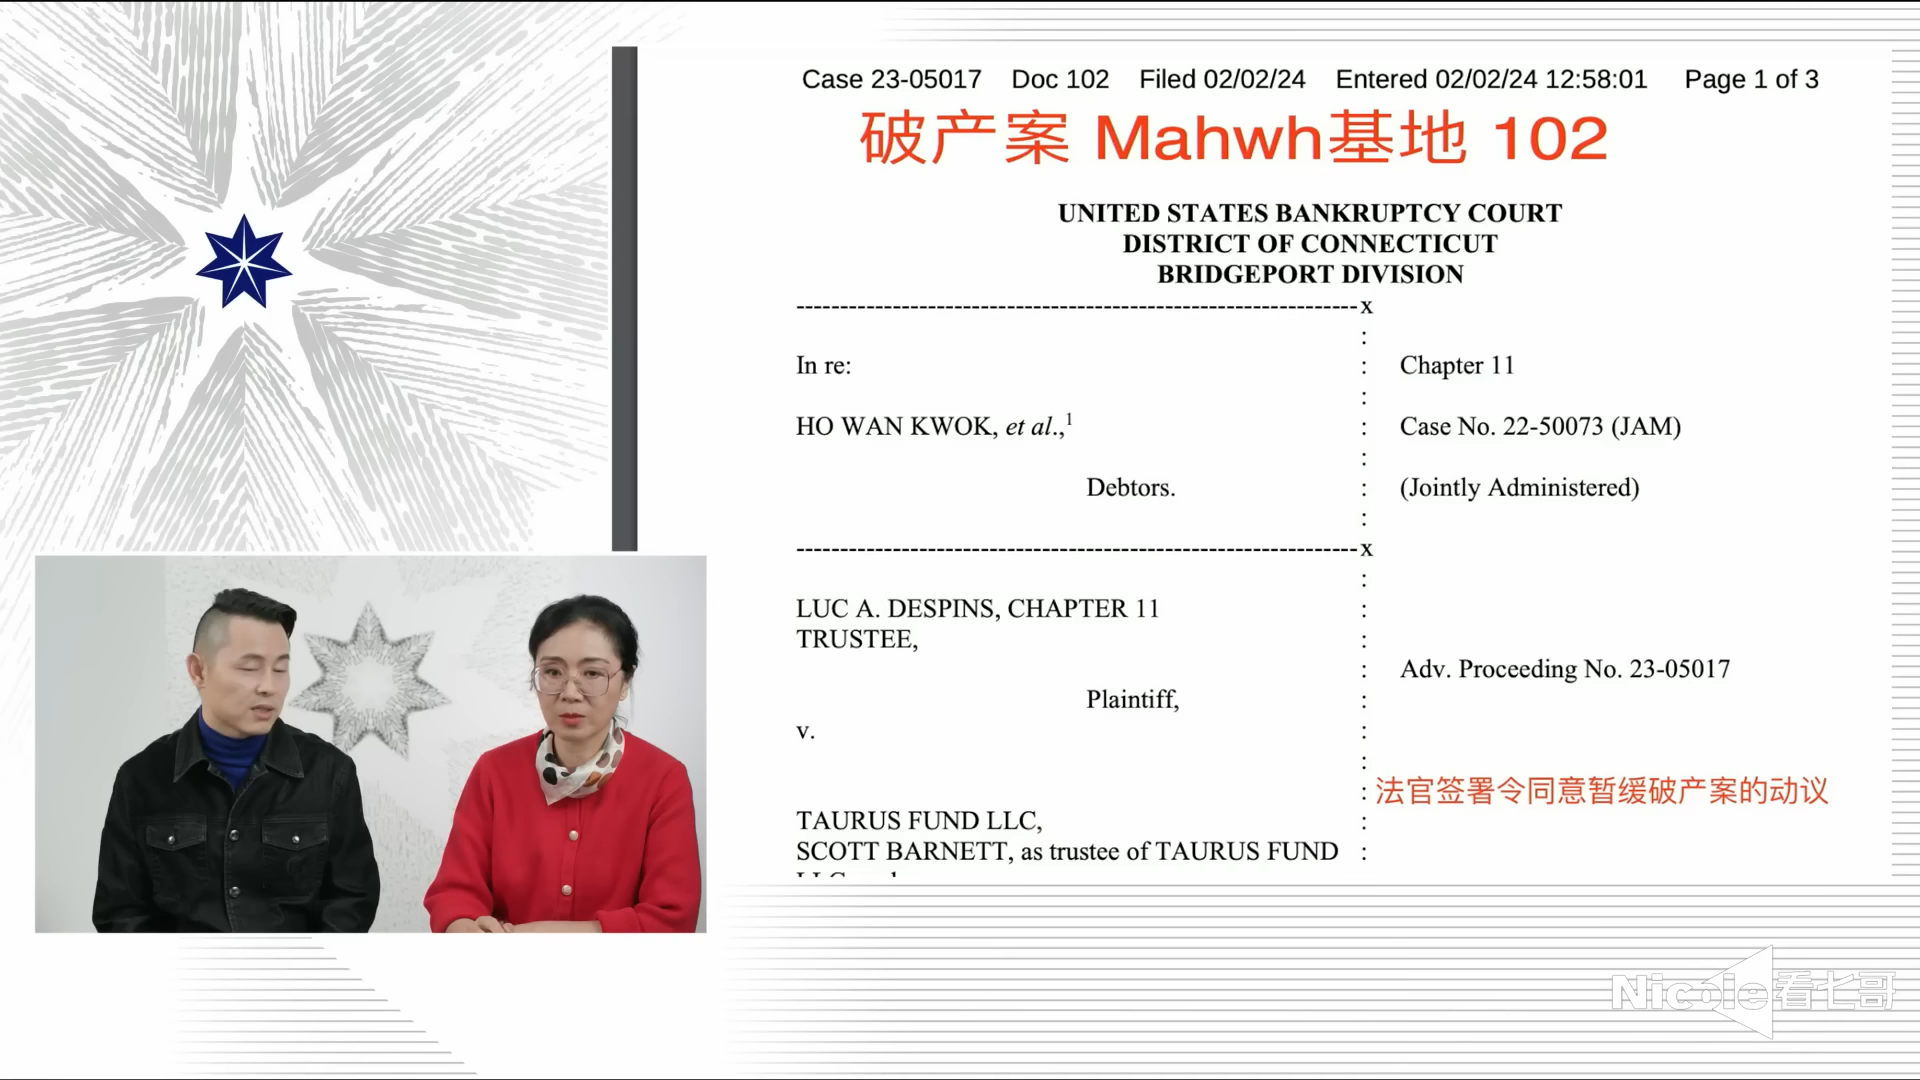 Case 23-05017 Doc 102 Filed 02/02/24 Entered 02/02/24 12:58:01 Page 1 of 3
破产案 Mahwh基地 102
UNITED STATES BANKRUPTCY COURT
DISTRICT OF CONNECTICUT
BRIDGEPORT DIVISION
----------------------------------------------------------------x
:
In re: : Chapter 11
:
HO WAN KWOK, et al.,1 : Case No. 22-50073 (JAM)
:
Debtors. : (Jointly Administered)
:
----------------------------------------------------------------x
:
LUC A. DESPINS, CHAPTER 11 :
TRUSTEE, :
: Adv. Proceeding No. 23-05017
Plaintiff, :
v. :
:
: 法官签署令同意暂缓破产案的动议
TAURUS FUND LLC, :
SCOTT BARNETT, as trustee of TAURUS FUND :
Nicole看七哥